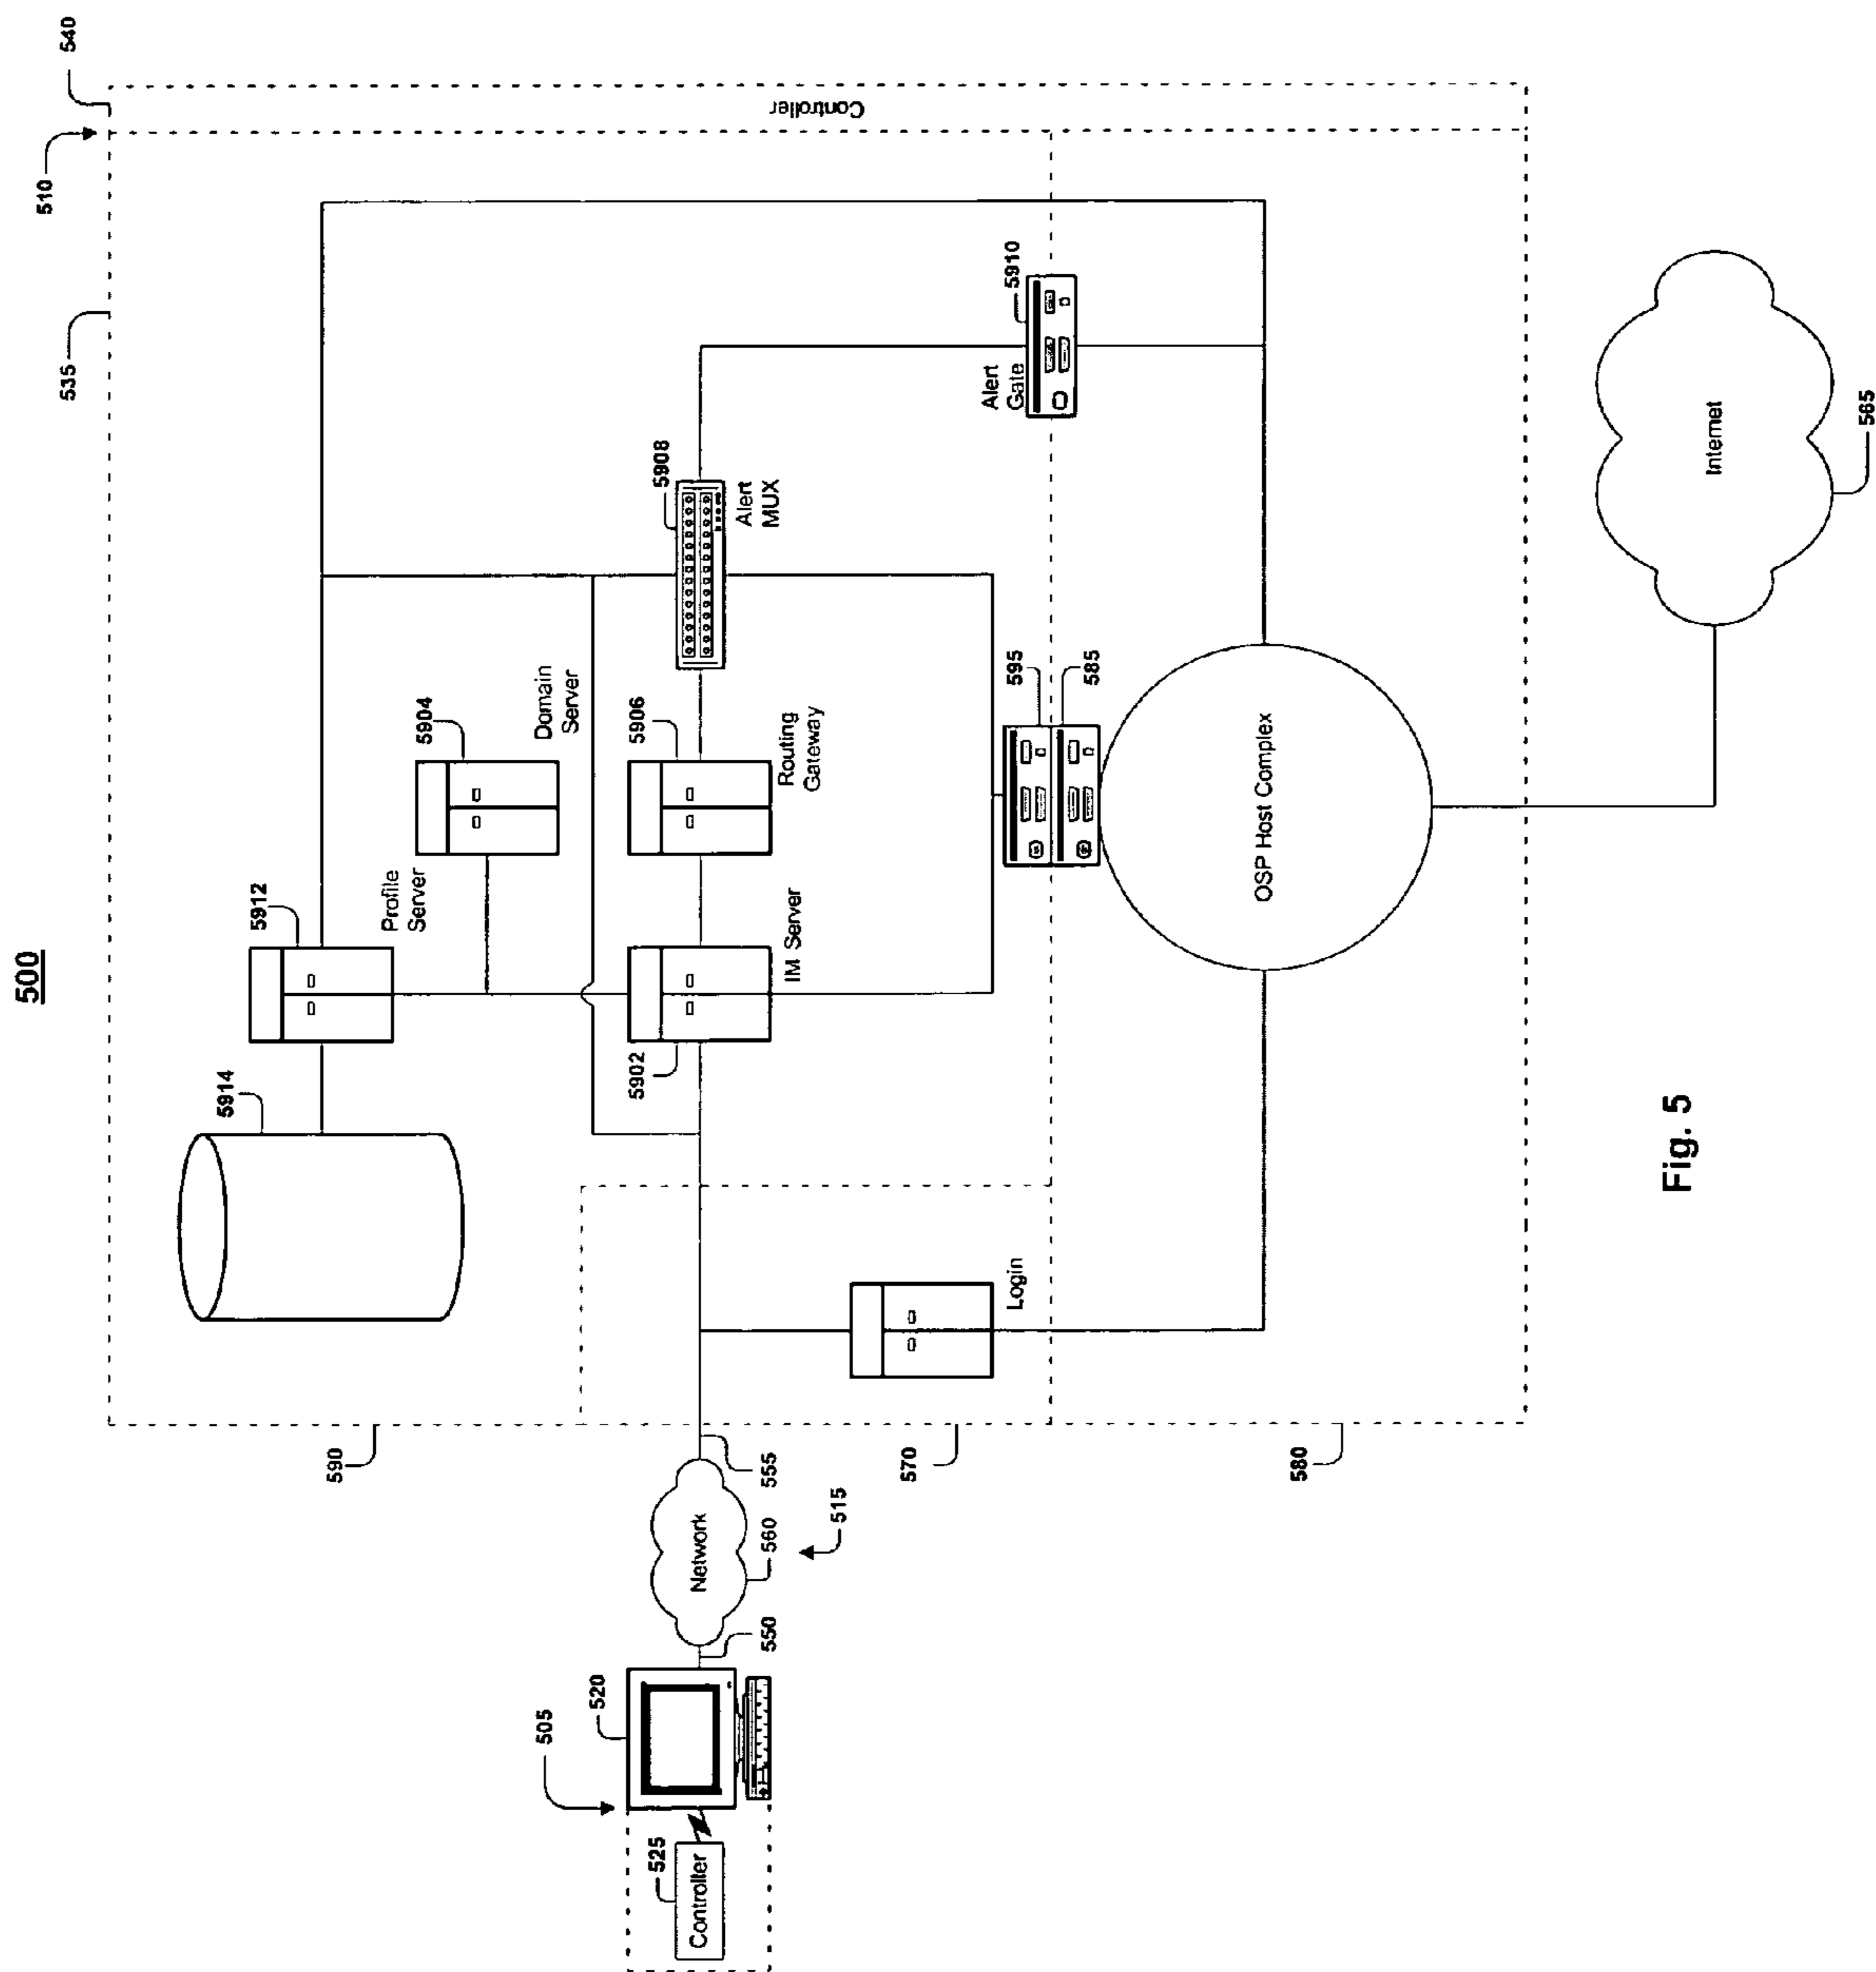 500
510
540
535
Controller
5914
5912
Profile
Server
5904
Domain
Server
5908
Alert
MUX
5902
IM Server
5906
Routing
Gateway
5910
Alert
Gate
595
585
590
505
520
525
Controller
550
Network
560
555
515
570
Login
580
OSP Host Complex
Internet
565
Fig. 5